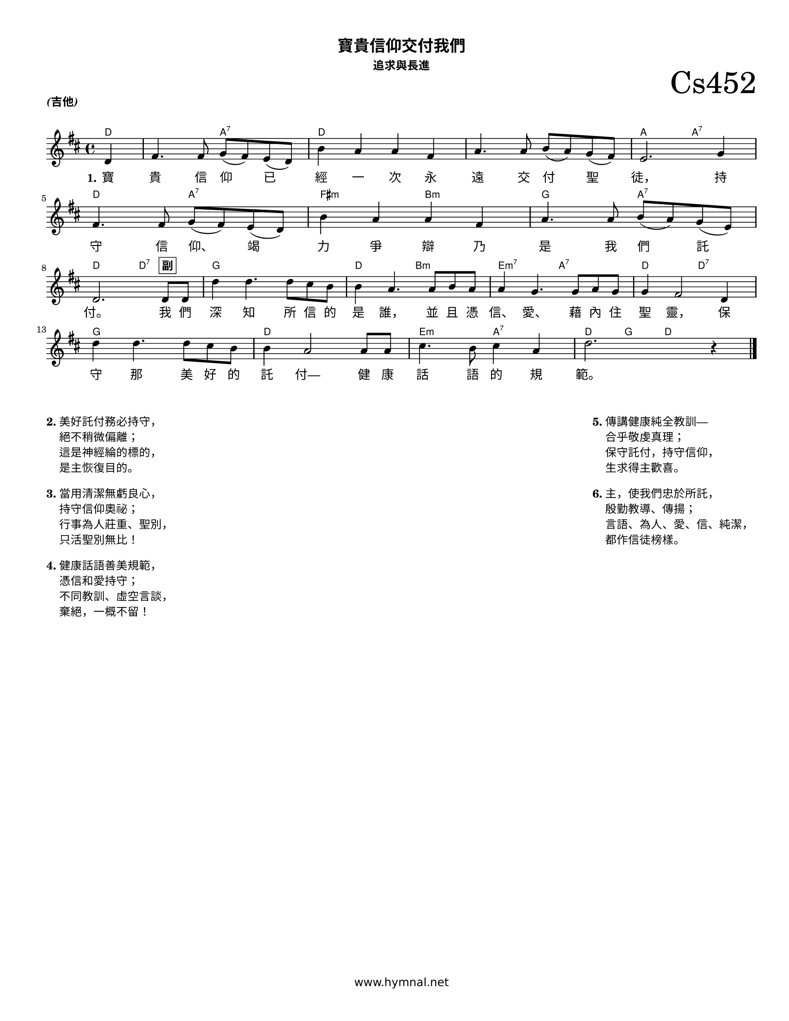 寶貴信仰交付我們
追求與長進
Cs452
(吉他)
D A7 D A A7
1. 寶 貴 信 仰 已 經 一 次 永 遠 交 付 聖 徒， 持
5 D A7 F#m Bm G A7
守 信 仰、 竭 力 爭 辯 乃 是 我 們 託
8 D D7 副 G D Bm Em7 A7 D D7
付。 我 們 深 知 所 信 的 是 誰， 並 且 憑 信、 愛、 藉 內 住 聖 靈， 保
13 G D Em A7 D G D
守 那 美 好 的 託 付— 健 康 話 語 的 規 範。
2. 美好託付務必持守，
絕不稍微偏離；
這是神經綸的標的，
是主恢復目的。
3. 當用清潔無虧良心，
持守信仰奧祕；
行事為人莊重、聖別，
只活聖別無比！
4. 健康話語善美規範，
憑信和愛持守；
不同教訓、虛空言談，
棄絕，一概不留！
5. 傳講健康純全教訓—
合乎敬虔真理；
保守託付，持守信仰，
生求得主歡喜。
6. 主，使我們忠於所託，
殷勤教導、傳揚；
言語、為人、愛、信、純潔，
都作信徒榜樣。
www.hymnal.net